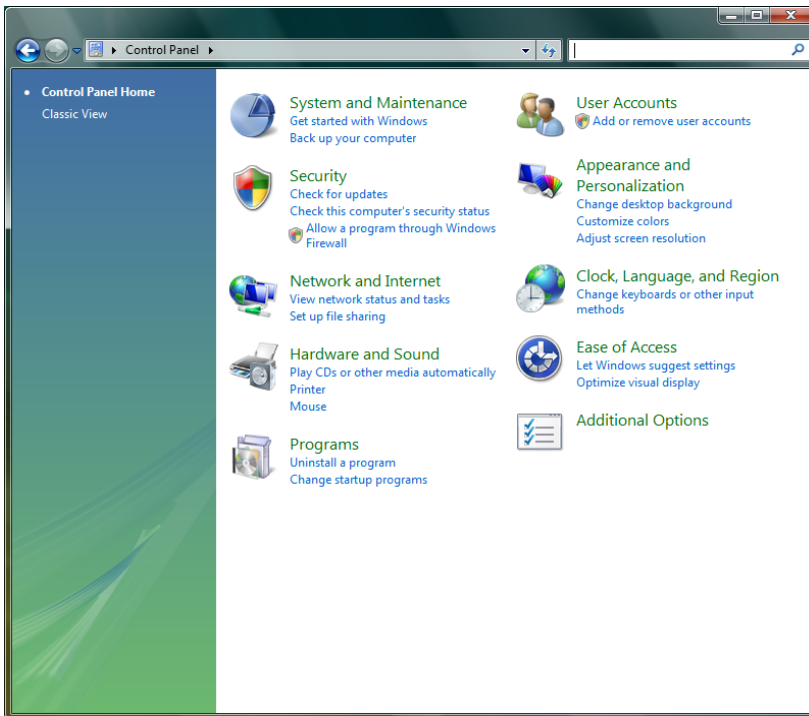 Control Panel
Control Panel Home
Classic View
System and Maintenance
Get started with Windows
Back up your computer
Security
Check for updates
Check this computer's security status
Allow a program through Windows
Firewall
Network and Internet
View network status and tasks
Set up file sharing
Hardware and Sound
Play CDs or other media automatically
Printer
Mouse
Programs
Uninstall a program
Change startup programs
User Accounts
Add or remove user accounts
Appearance and
Personalization
Change desktop background
Customize colors
Adjust screen resolution
Clock, Language, and Region
Change keyboards or other input
methods
Ease of Access
Let Windows suggest settings
Optimize visual display
Additional Options